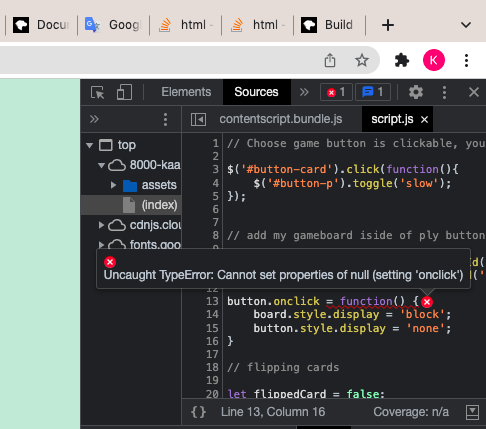 Docu
Goog
html -
html -
Build
K
Elements
Sources
1
1
contentscript.bundle.js
script.js
top
8000-kaa
assets
(index)
cdnjs.clou
fonts.goo
1 // Choose game button is clickable, you
2
3 $('#button-card').click(function(){
4 $('#button-p').toggle('slow');
5 });
6
7
8 // add my gameboard iside of ply button
9
Id(
d('
Uncaught TypeError: Cannot set properties of null (setting 'onclick')
13 button.onclick = function() {
14 board.style.display = 'block';
15 button.style.display = 'none';
16 }
17
18 // flipping cards
19
20 let flippedCard = false;
{} Line 13, Column 16
Coverage: n/a